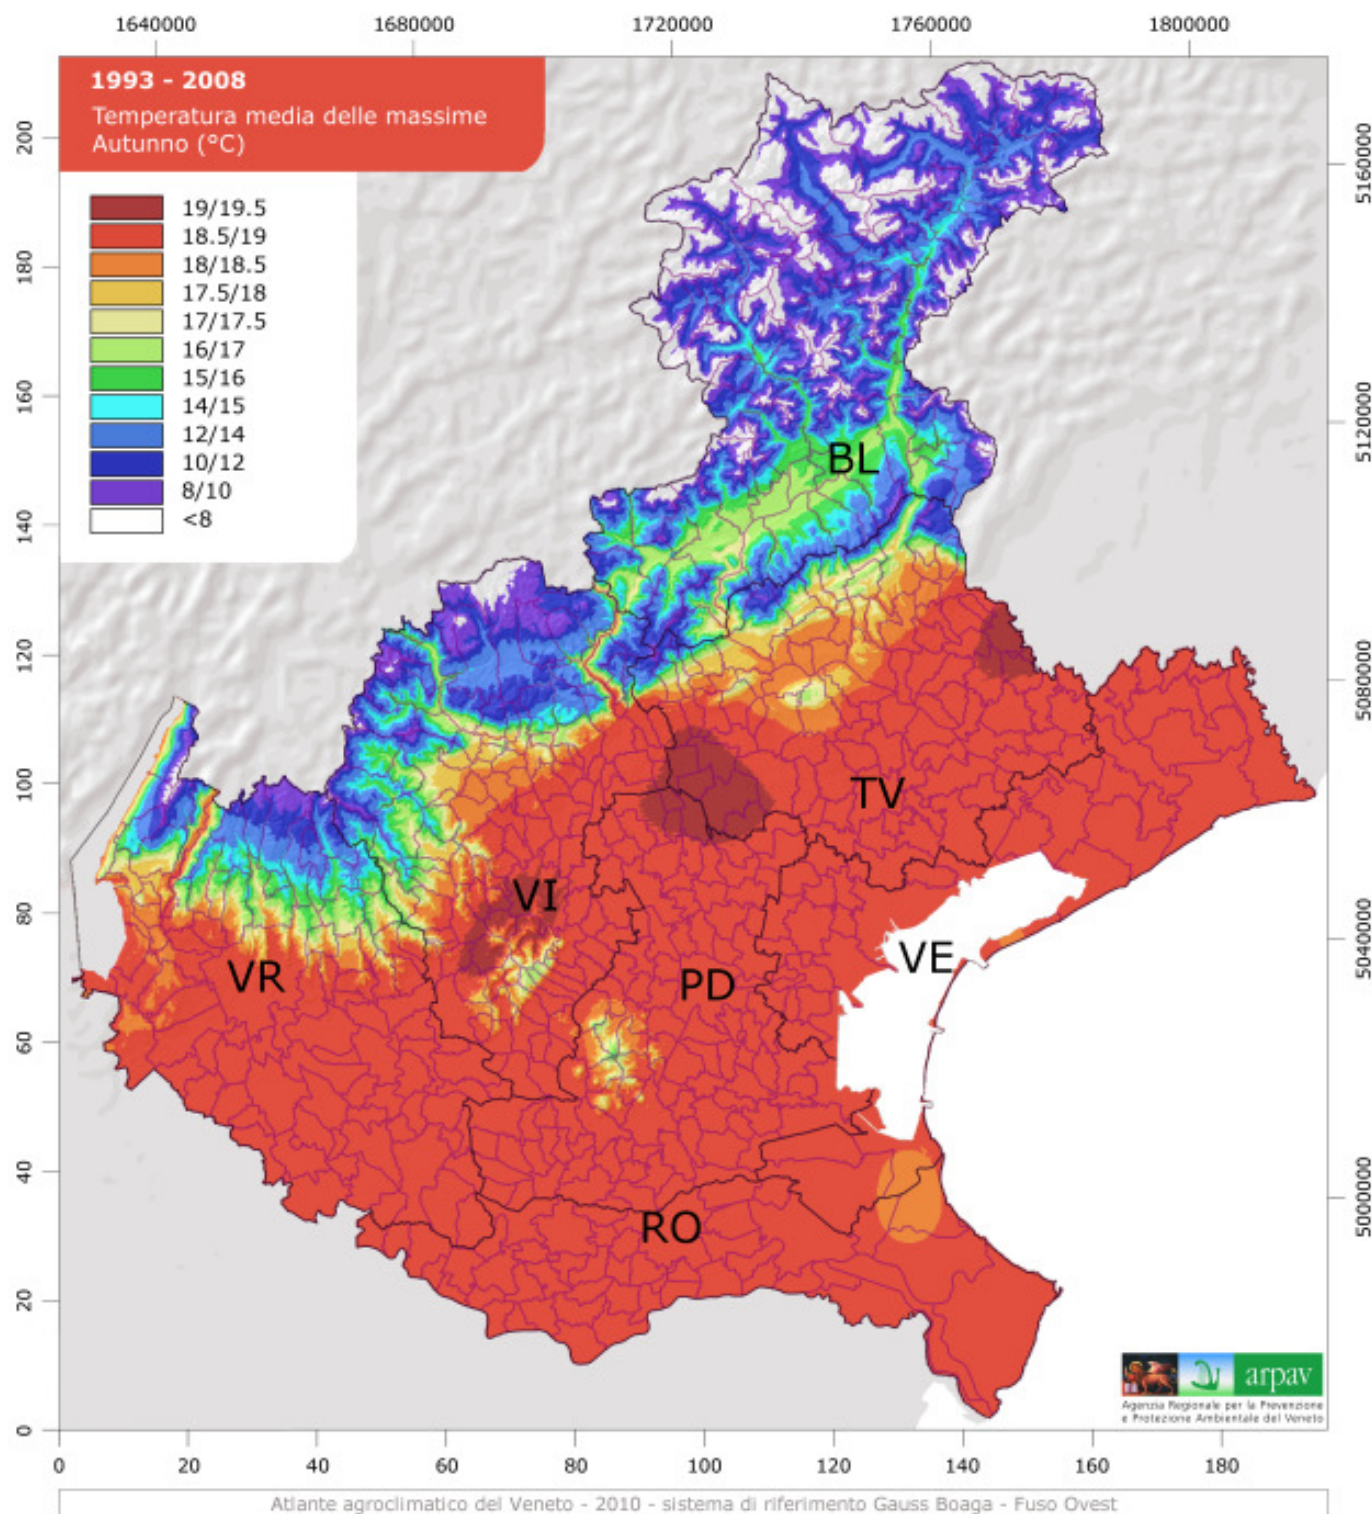 1640000 1680000 1720000 1760000 1800000
1993 - 2008
Temperatura media delle massime
Autunno (°C)
19/19.5
18.5/19
18/18.5
17.5/18
17/17.5
16/17
15/16
14/15
12/14
10/12
8/10
<8
200
180
160
140
120
100
80
60
40
20
0
5160000
5120000
5080000
5040000
5000000
BL
TV
VI
VE
VR
PD
RO
arpav
Agenzia Regionale per la Prevenzione
e Protezione Ambientale del Veneto
0 20 40 60 80 100 120 140 160 180
Atlante agroclimatico del Veneto - 2010 - sistema di riferimento Gauss Boaga - Fuso Ovest